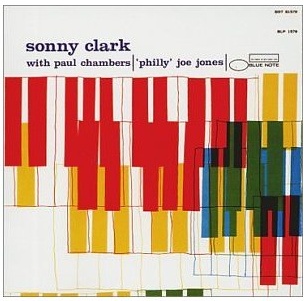 BST 81579
sonny clark
BLP 1579
with paul chambers | 'philly' joe jones
BLUE NOTE